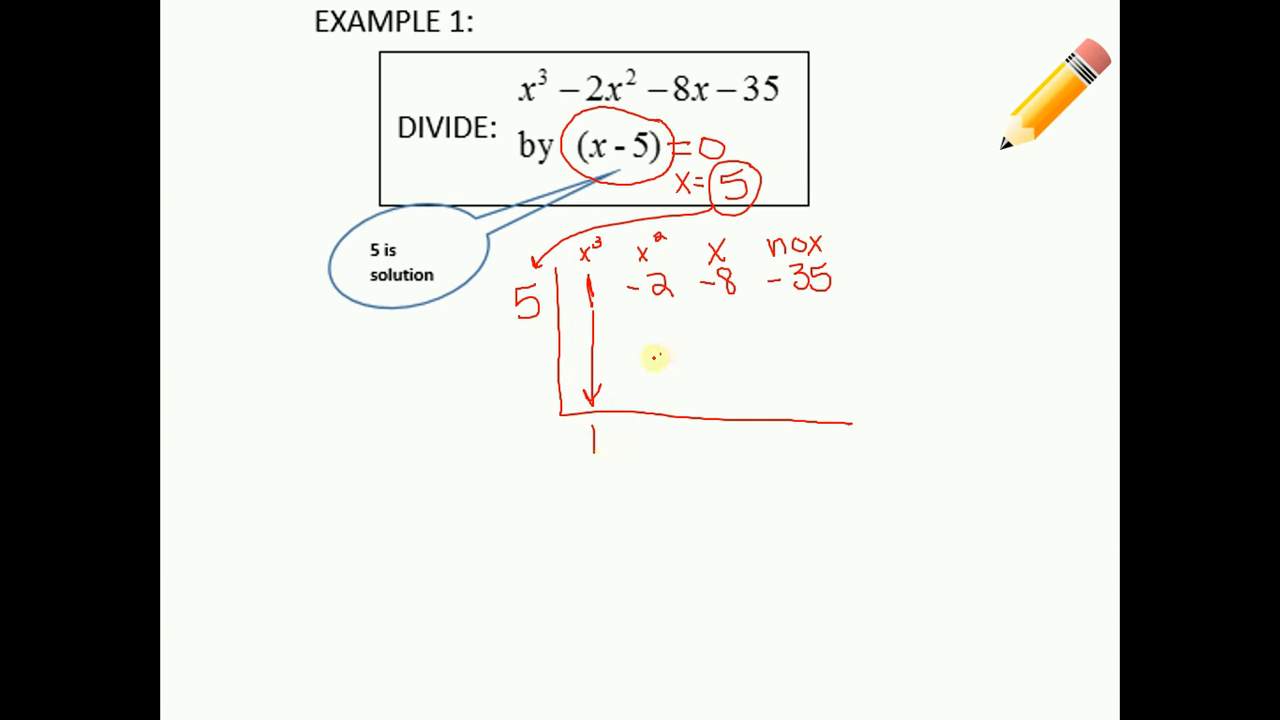 EXAMPLE 1:
x³ – 2x² – 8x – 35
DIVIDE: by (x - 5) = 0
x = 5
5 is
solution
x³ x² x no x
5 1 -2 -8 -35
1